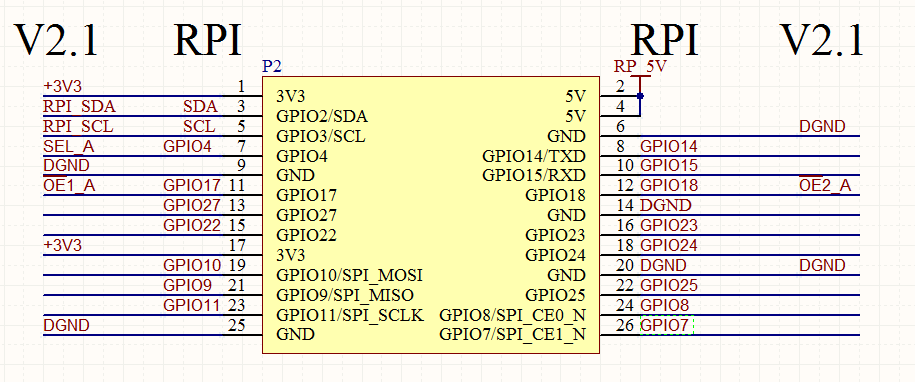 V2.1 RPI RPI V2.1
P2 RP_5V
+3V3 1 3V3 5V 2
RPI_SDA SDA 3 GPIO2/SDA 5V 4
RPI_SCL SCL 5 GPIO3/SCL GND 6 DGND
SEL_A GPIO4 7 GPIO4 GPIO14/TXD 8 GPIO14
DGND 9 GND GPIO15/RXD 10 GPIO15
OE1_A GPIO17 11 GPIO17 GPIO18 12 GPIO18 OE2_A
GPIO27 13 GPIO27 GND 14 DGND
GPIO22 15 GPIO22 GPIO23 16 GPIO23
+3V3 17 3V3 GPIO24 18 GPIO24
GPIO10 19 GPIO10/SPI_MOSI GND 20 DGND DGND
GPIO9 21 GPIO9/SPI_MISO GPIO25 22 GPIO25
GPIO11 23 GPIO11/SPI_SCLK GPIO8/SPI_CE0_N 24 GPIO8
DGND 25 GND GPIO7/SPI_CE1_N 26 GPIO7